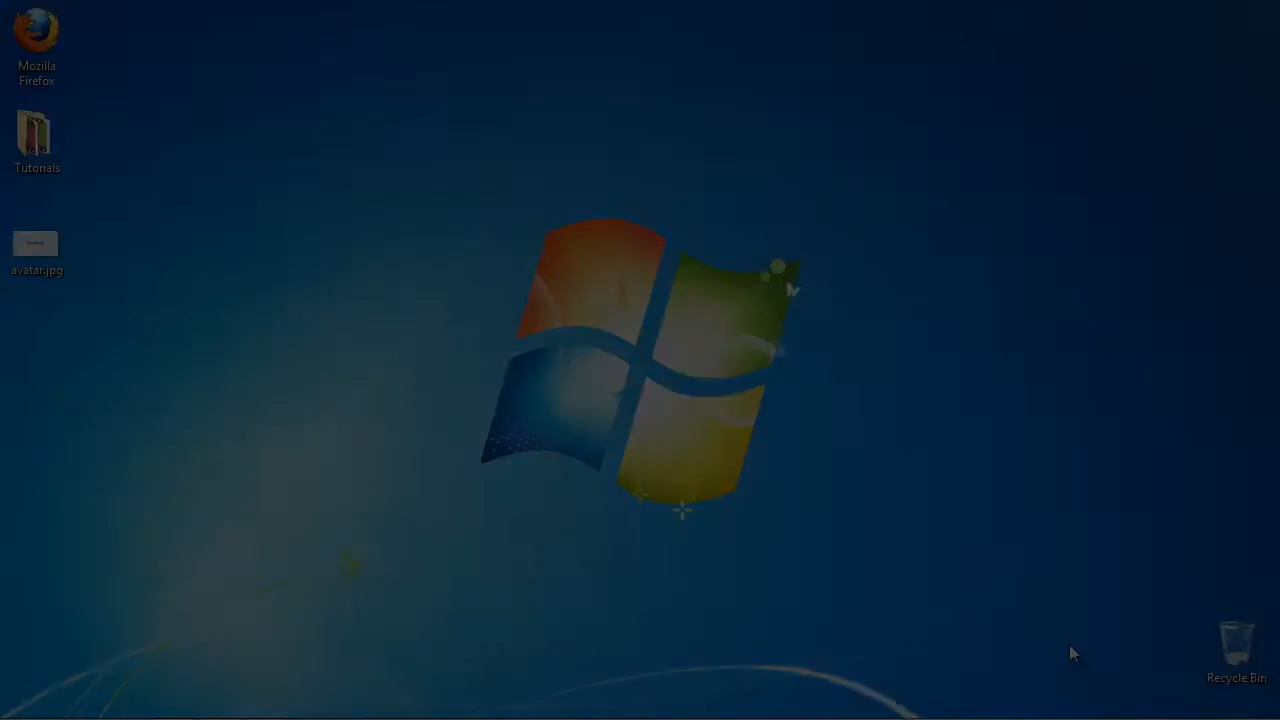 Mozilla
Firefox
Tutorials
avatar.jpg
Recycle Bin